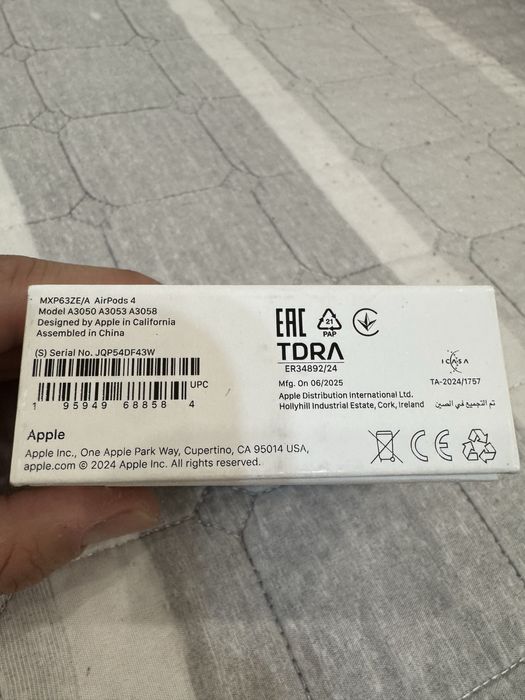 MXP63ZE/A AirPods 4
Model A3050 A3053 A3058
Designed by Apple in California
Assembled in China
(S) Serial No. JQP54DF43W
UPC
1 95949 68858 4
Apple
Apple Inc., One Apple Park Way, Cupertino, CA 95014 USA,
apple.com © 2024 Apple Inc. All rights reserved.
EAC
21
PAP
TDRA
ER34892/24
Mfg. On 06/2025
Apple Distribution International Ltd.
Hollyhill Industrial Estate, Cork, Ireland
ICASA
TA-2024/1757
تم التجميع في الصين
CE